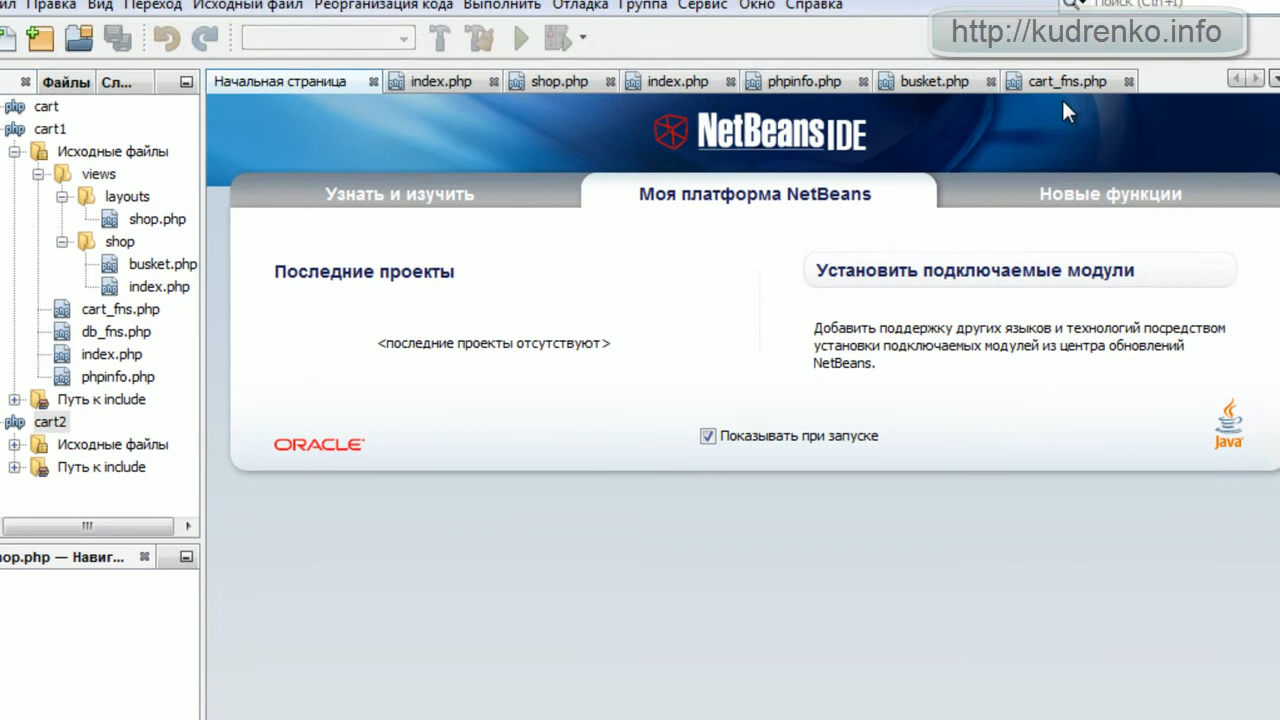 Правка Вид Переход Исходный файл Реорганизация кода Выполнить Отладка Группа Сервис Окно Справка
Поиск (Ctrl+I)
http://kudrenko.info
Файлы Сл...
Начальная страница index.php shop.php index.php phpinfo.php busket.php cart_fns.php
cart
cart1
Исходные файлы
views
layouts
shop.php
shop
busket.php
index.php
cart_fns.php
db_fns.php
index.php
phpinfo.php
Путь к include
cart2
Исходные файлы
Путь к include
hop.php — Навиг...
NetBeans IDE
Узнать и изучить
Моя платформа NetBeans
Новые функции
Последние проекты
<последние проекты отсутствуют>
Установить подключаемые модули
Добавить поддержку других языков и технологий посредством
установки подключаемых модулей из центра обновлений
NetBeans.
ORACLE
Показывать при запуске
Java